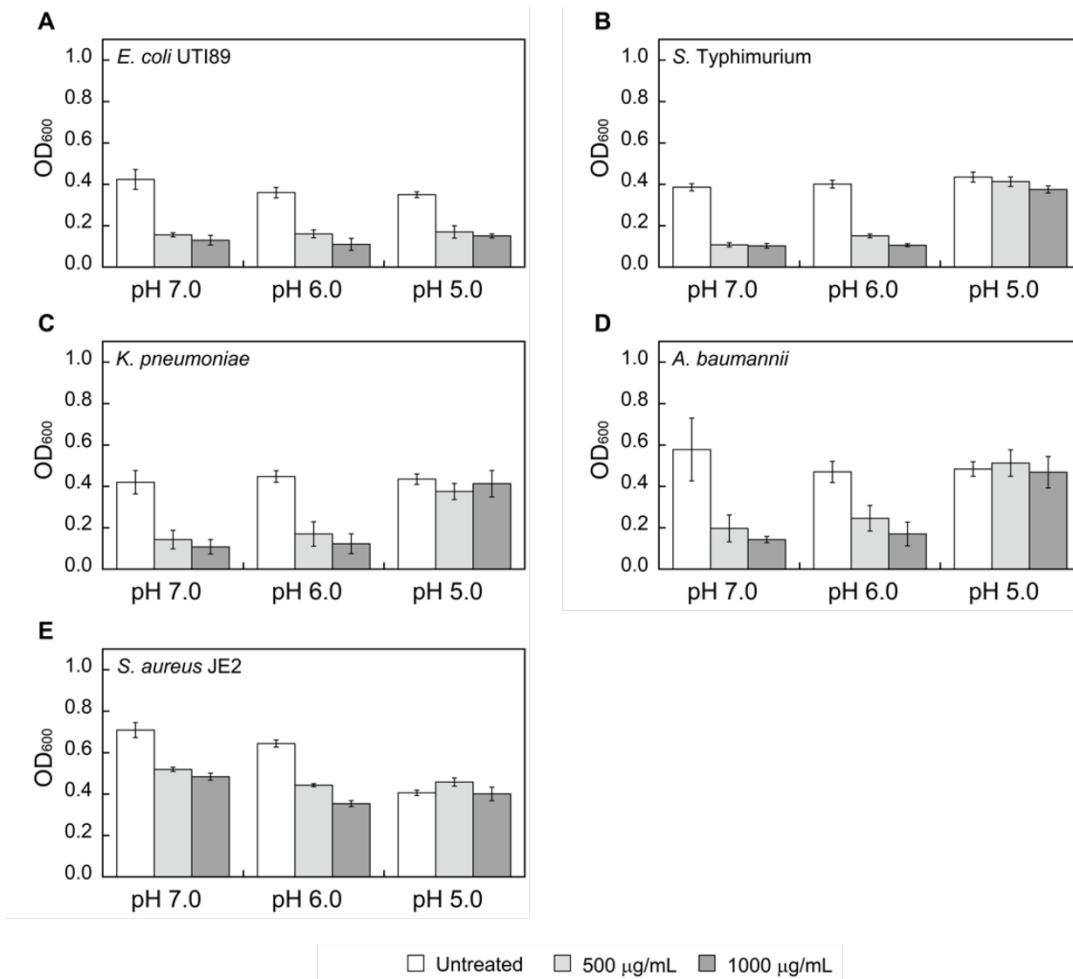 A
E. coli UTI89
OD600
1.0
0.8
0.6
0.4
0.2
0.0
pH 7.0 pH 6.0 pH 5.0
B
S. Typhimurium
OD600
1.0
0.8
0.6
0.4
0.2
0.0
pH 7.0 pH 6.0 pH 5.0
C
K. pneumoniae
OD600
1.0
0.8
0.6
0.4
0.2
0.0
pH 7.0 pH 6.0 pH 5.0
D
A. baumannii
OD600
1.0
0.8
0.6
0.4
0.2
0.0
pH 7.0 pH 6.0 pH 5.0
E
S. aureus JE2
OD600
1.0
0.8
0.6
0.4
0.2
0.0
pH 7.0 pH 6.0 pH 5.0
Untreated 500 μg/mL 1000 μg/mL